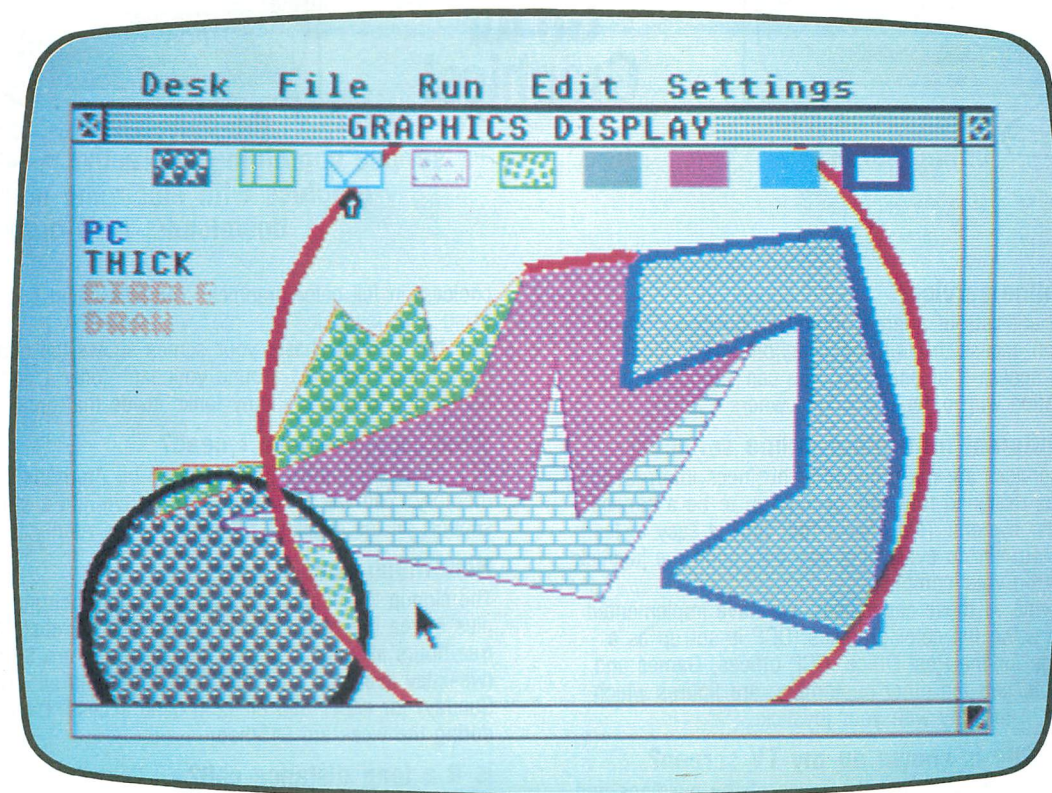 Desk File Run Edit Settings
GRAPHICS DISPLAY
PC
THICK
CIRCLE
DRAW